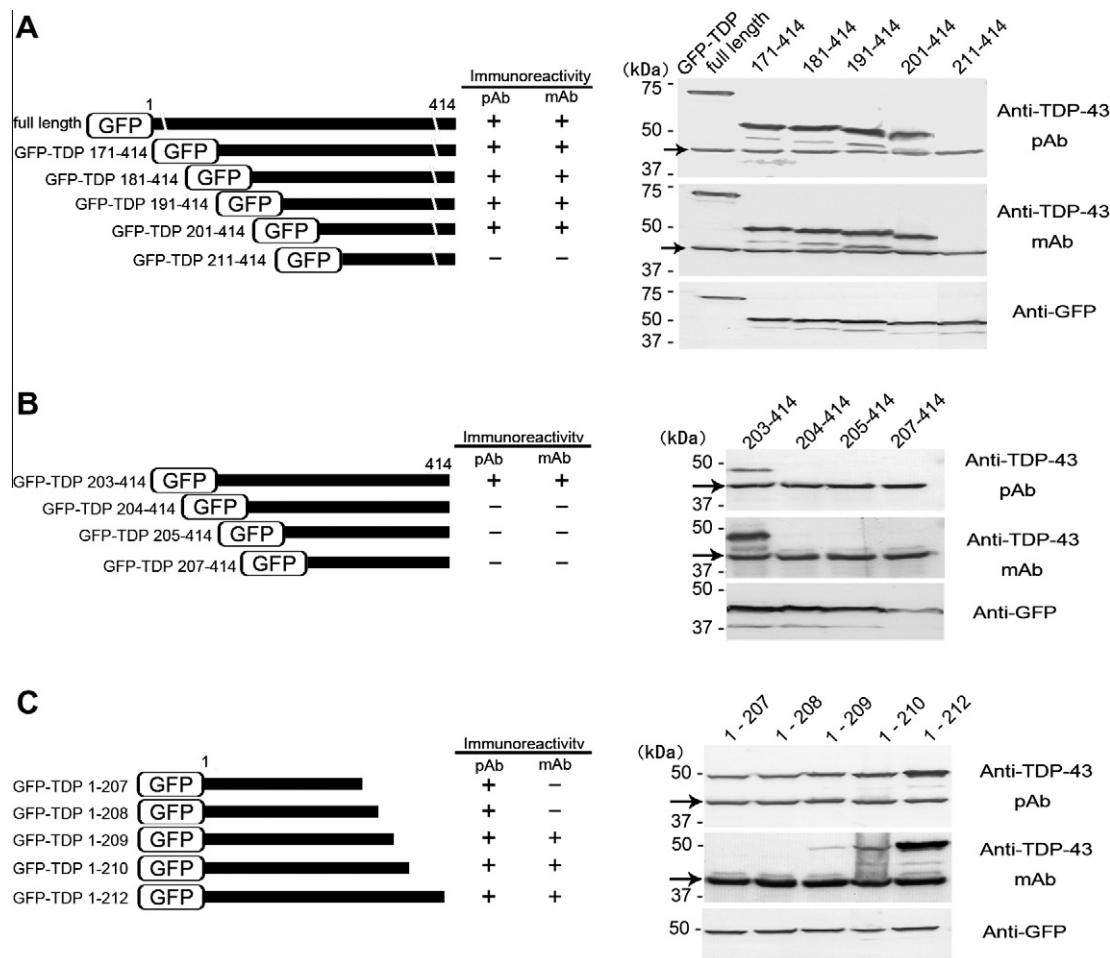 A
1
414
Immunoreactivity
pAb mAb
full length GFP + +
GFP-TDP 171-414 GFP + +
GFP-TDP 181-414 GFP + +
GFP-TDP 191-414 GFP + +
GFP-TDP 201-414 GFP + +
GFP-TDP 211-414 GFP − −
(kDa)
GFP-TDP
full length
171-414
181-414
191-414
201-414
211-414
75 -
50 -
37 -
Anti-TDP-43
pAb
75 -
50 -
37 -
Anti-TDP-43
mAb
75 -
50 -
37 -
Anti-GFP
B
414
Immunoreactivitv
pAb mAb
GFP-TDP 203-414 GFP + +
GFP-TDP 204-414 GFP − −
GFP-TDP 205-414 GFP − −
GFP-TDP 207-414 GFP − −
(kDa)
203-414
204-414
205-414
207-414
50 -
37 -
Anti-TDP-43
pAb
50 -
37 -
Anti-TDP-43
mAb
50 -
37 -
Anti-GFP
C
1
Immunoreactivitv
pAb mAb
GFP-TDP 1-207 GFP + −
GFP-TDP 1-208 GFP + −
GFP-TDP 1-209 GFP + +
GFP-TDP 1-210 GFP + +
GFP-TDP 1-212 GFP + +
(kDa)
1 - 207
1 - 208
1 - 209
1 - 210
1 - 212
50 -
37 -
Anti-TDP-43
pAb
50 -
37 -
Anti-TDP-43
mAb
50 -
Anti-GFP